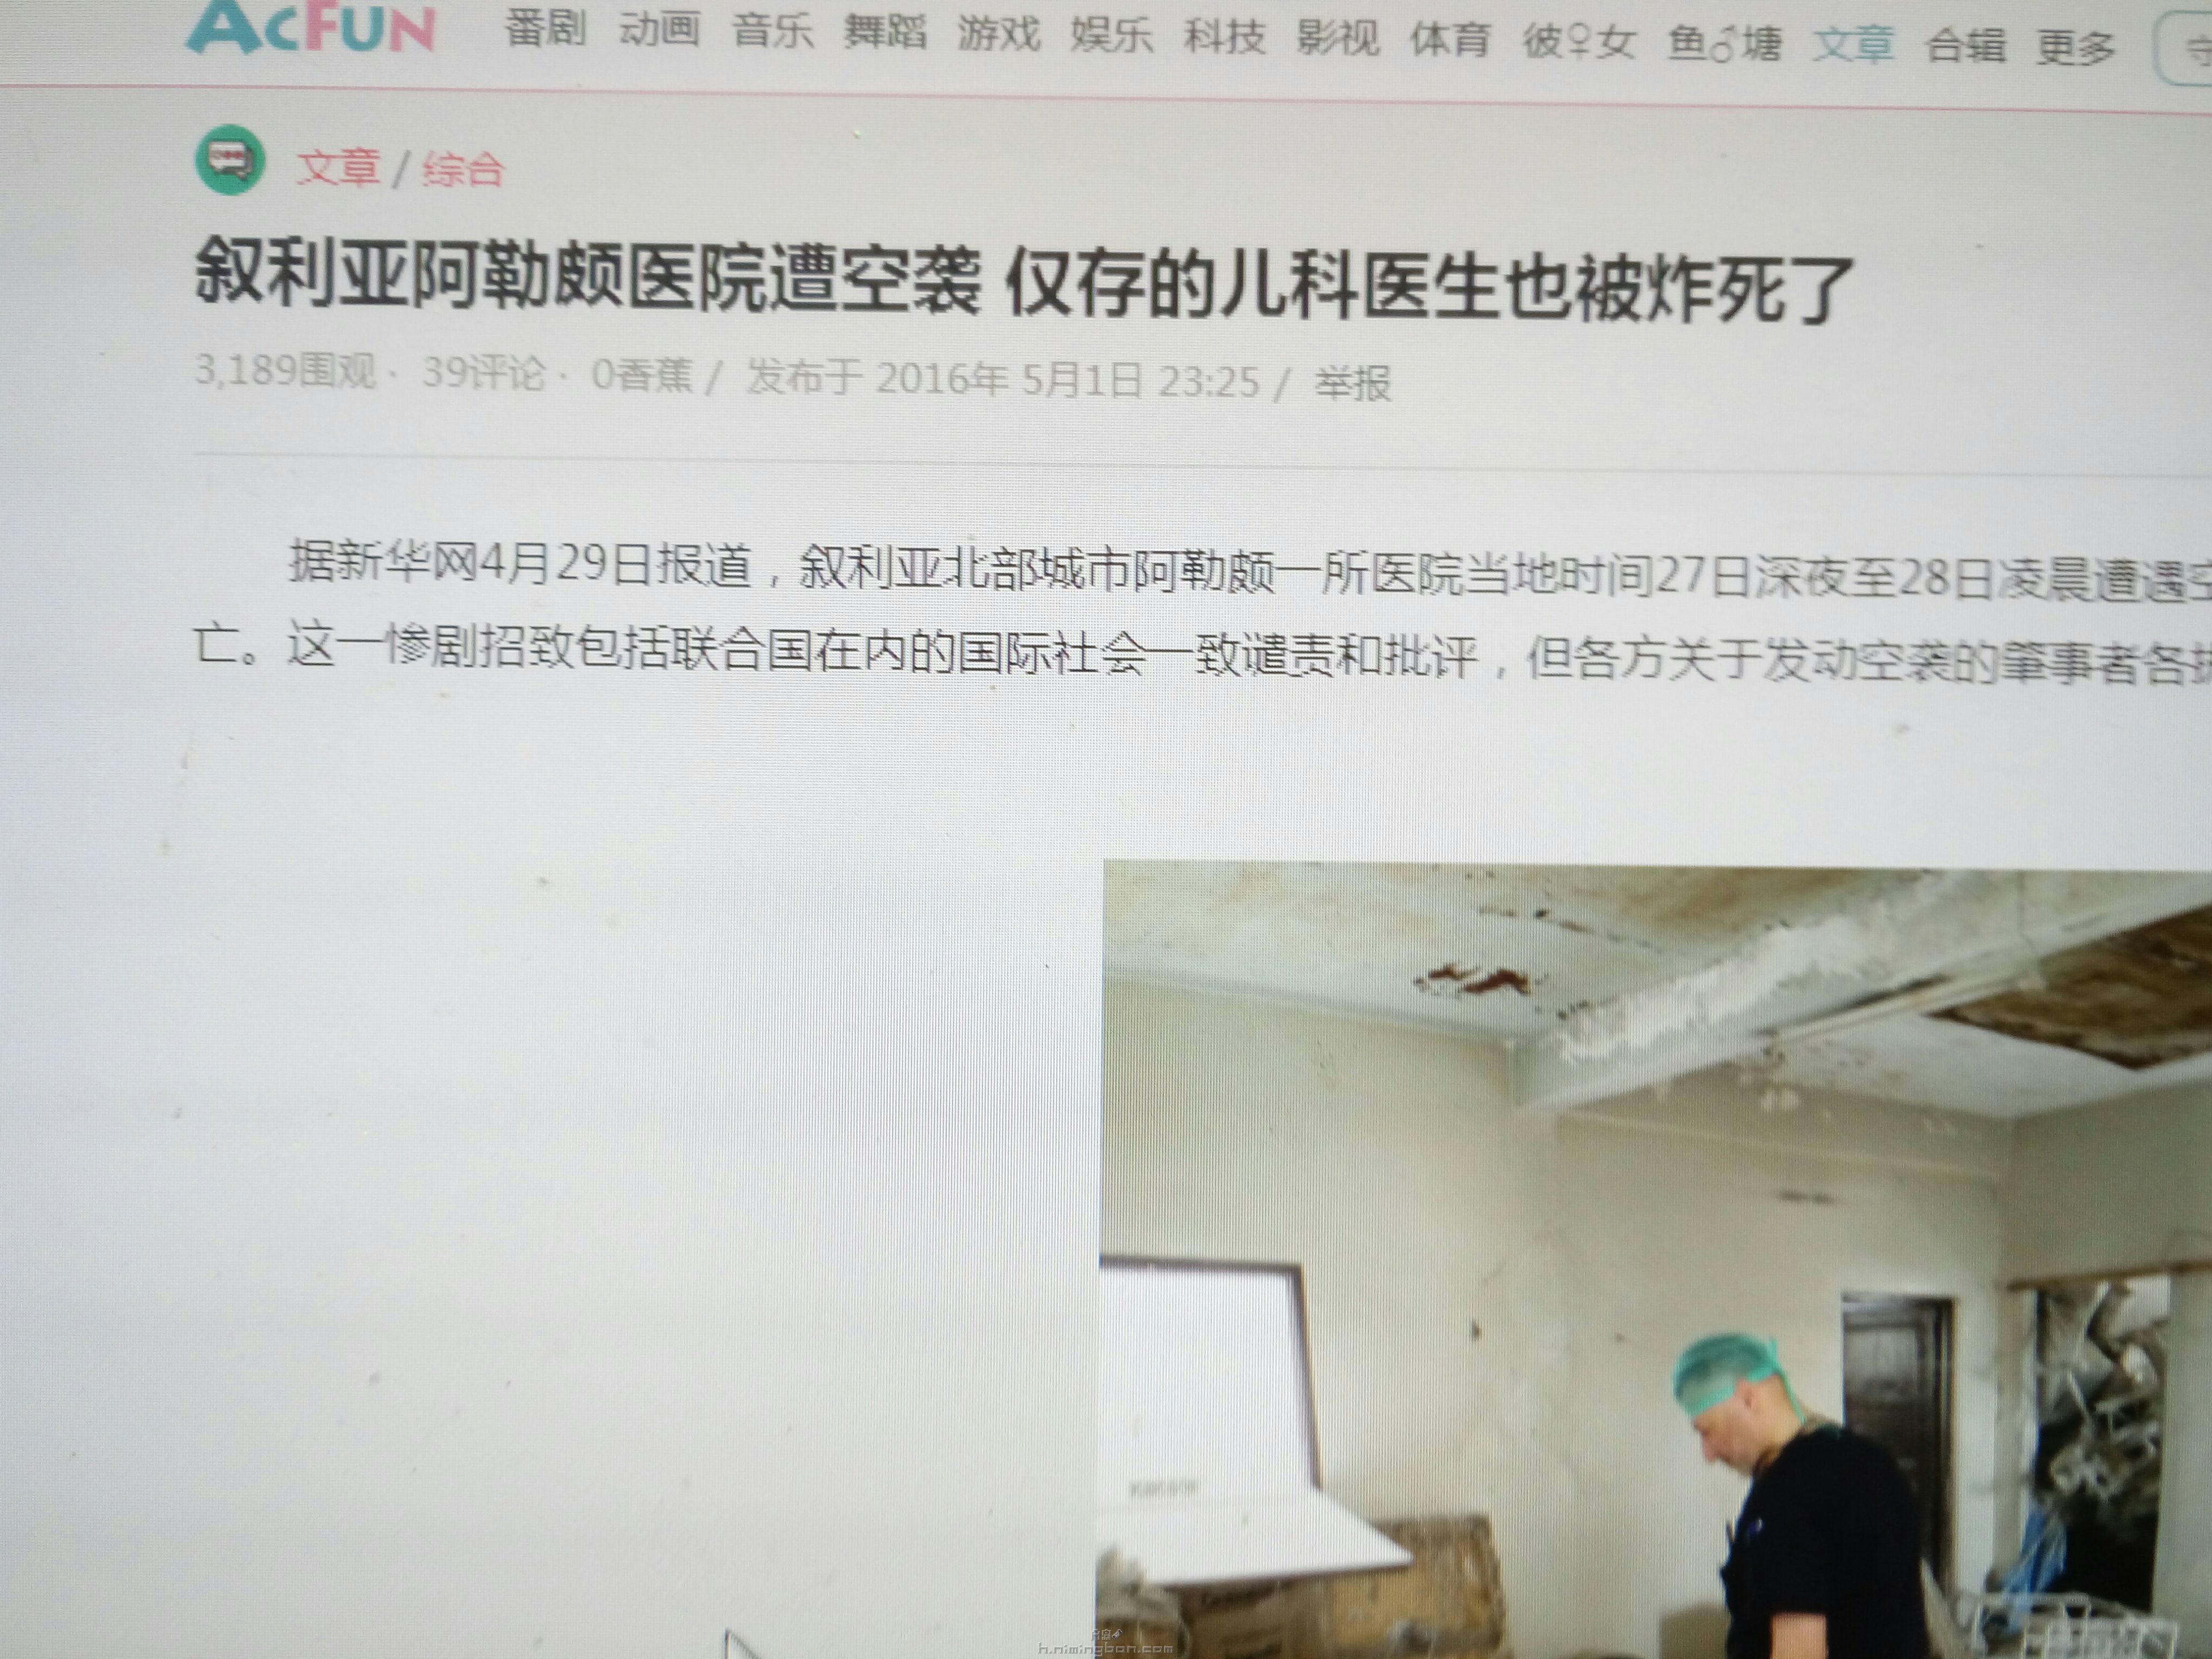 ACFUN 番剧 动画 音乐 舞蹈 游戏 娱乐 科技 影视 体育 彼♀女 鱼♂塘 文章 合辑 更多
文章 / 综合
叙利亚阿勒颇医院遭空袭 仅存的儿科医生也被炸死了
3,189围观 · 39评论 · 0香蕉 / 发布于 2016年 5月1日 23:25 / 举报
据新华网4月29日报道，叙利亚北部城市阿勒颇一所医院当地时间27日深夜至28日凌晨遭遇空
亡。这一惨剧招致包括联合国在内的国际社会一致谴责和批评，但各方关于发动空袭的肇事者各执
h.nimingban.com